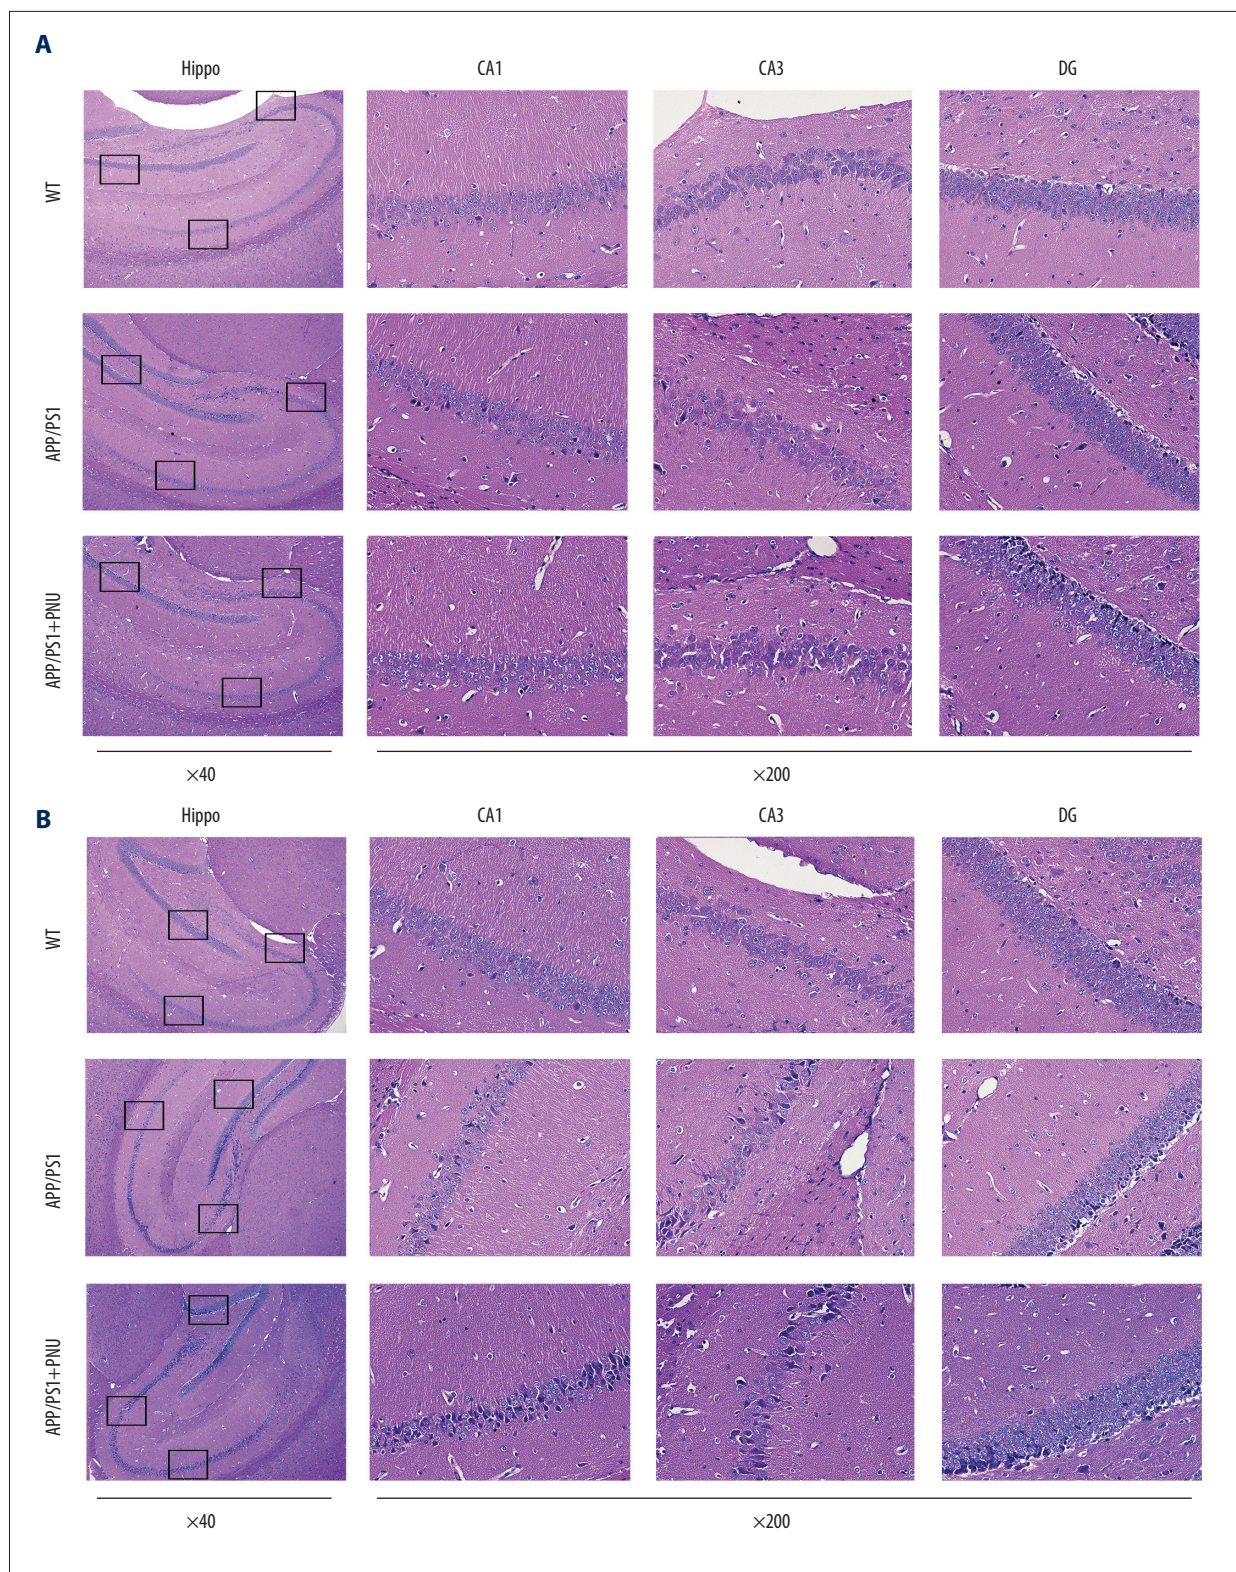 A
Hippo CA1 CA3 DG
WT
APP/PS1
APP/PS1+PNU
×40 ×200
B
Hippo CA1 CA3 DG
WT
APP/PS1
APP/PS1+PNU
×40 ×200